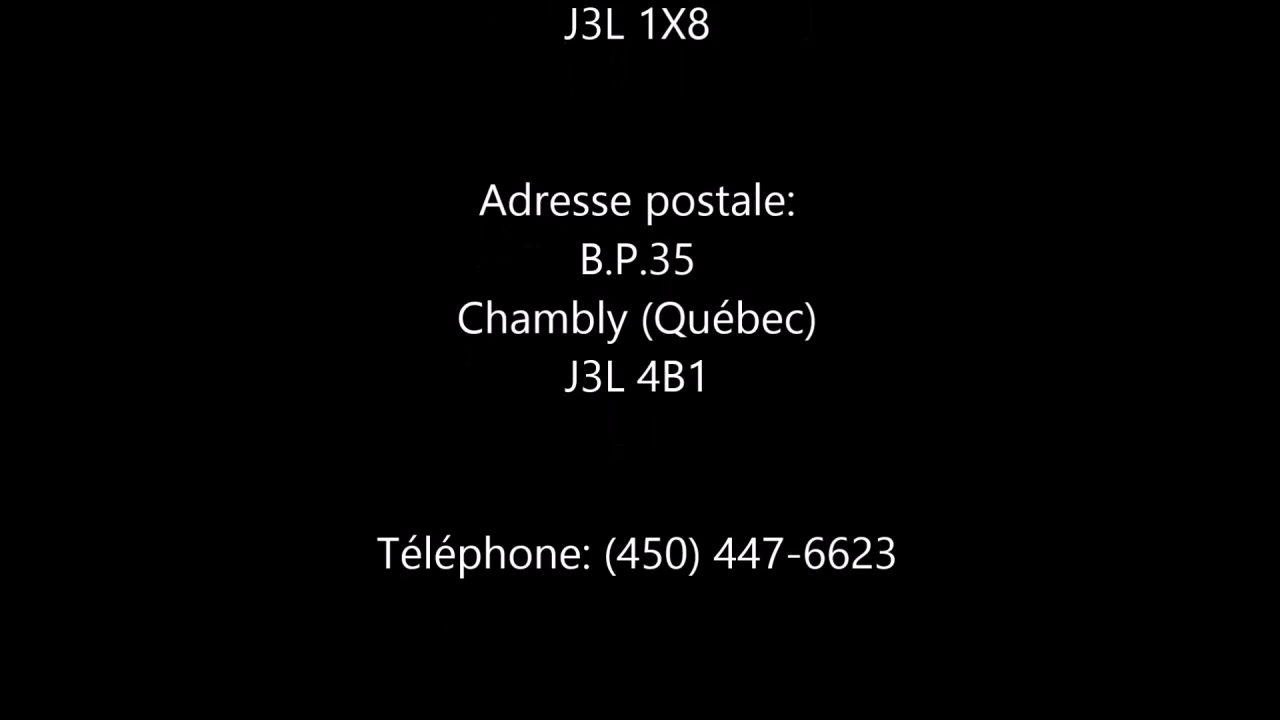 J3L 1X8
Adresse postale:
B.P.35
Chambly (Québec)
J3L 4B1
Téléphone: (450) 447-6623